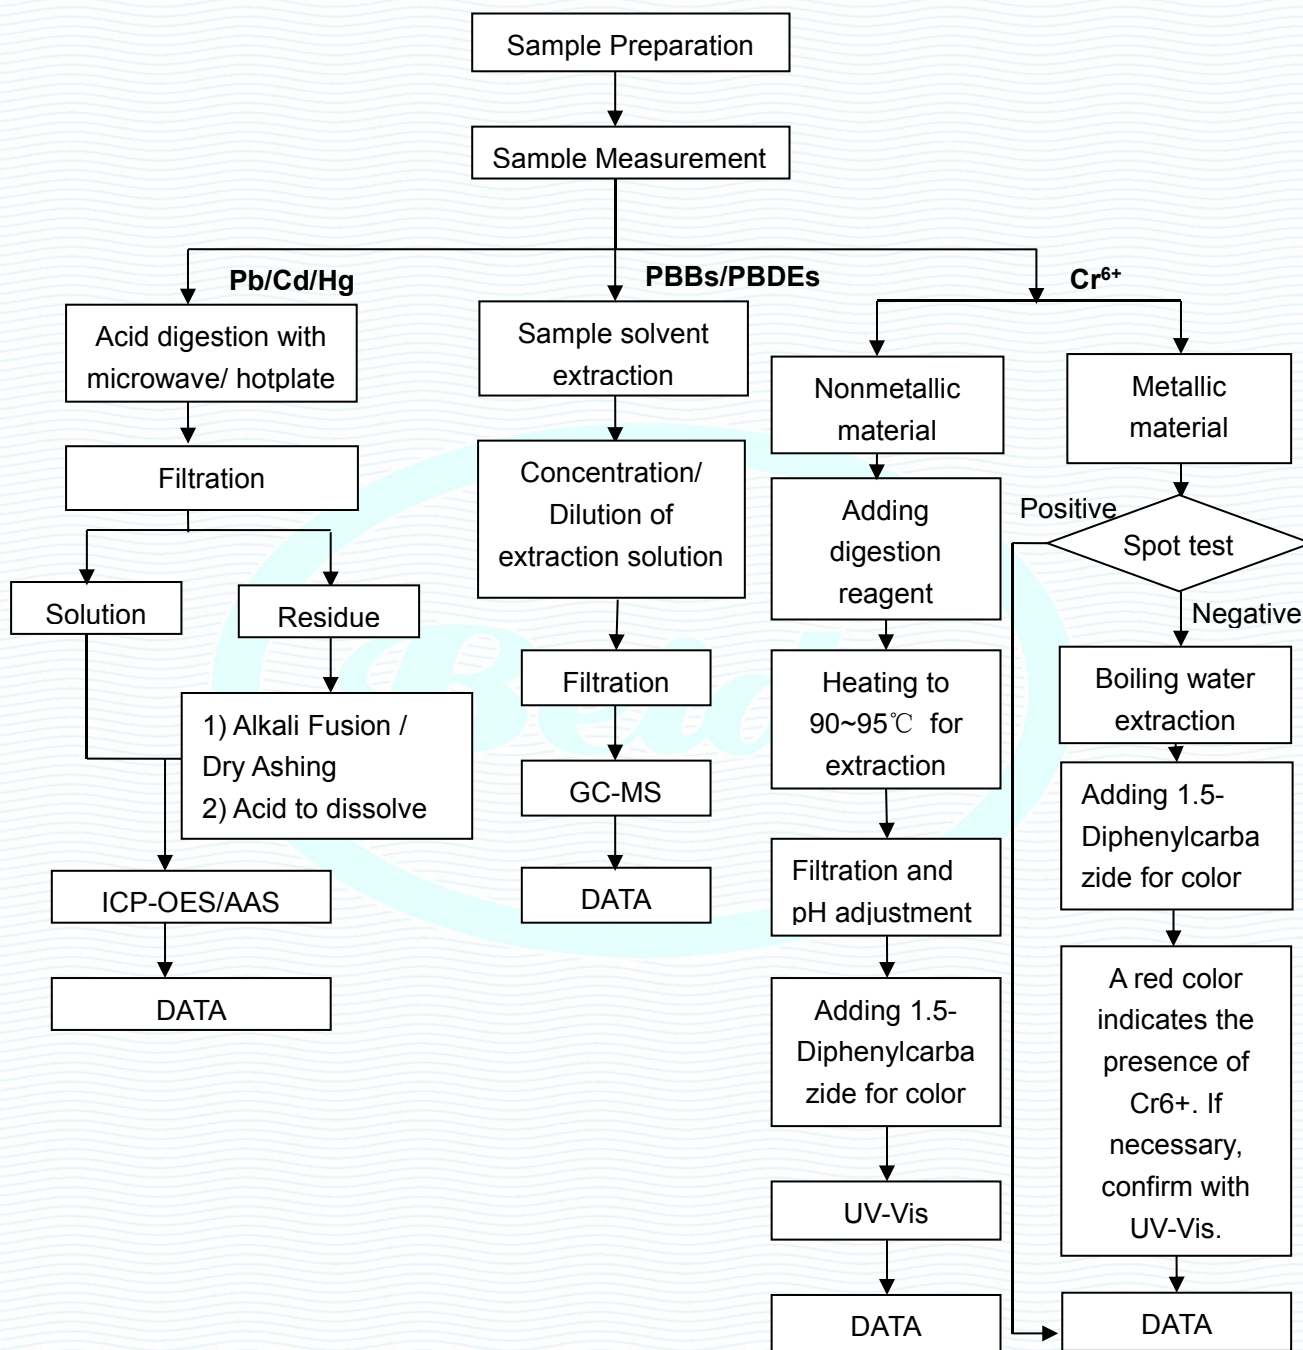 Sample Preparation
Sample Measurement
Pb/Cd/Hg
PBBs/PBDEs
Cr⁶⁺
Acid digestion with
microwave/ hotplate
Filtration
Solution
Residue
1) Alkali Fusion /
Dry Ashing
2) Acid to dissolve
ICP-OES/AAS
DATA
Sample solvent
extraction
Concentration/
Dilution of
extraction solution
Filtration
GC-MS
DATA
Nonmetallic
material
Adding
digestion
reagent
Heating to
90~95℃ for
extraction
Filtration and
pH adjustment
Adding 1.5-
Diphenylcarba
zide for color
UV-Vis
DATA
Metallic
material
Positive
Spot test
Negative
Boiling water
extraction
Adding 1.5-
Diphenylcarba
zide for color
A red color
indicates the
presence of
Cr6+. If
necessary,
confirm with
UV-Vis.
DATA